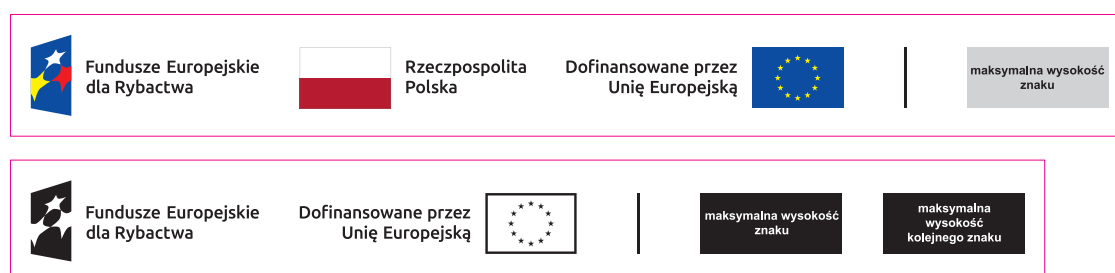 Fundusze Europejskie
dla Rybactwa
Rzeczpospolita
Polska
Dofinansowane przez
Unię Europejską
maksymalna wysokość
znaku
Fundusze Europejskie
dla Rybactwa
Dofinansowane przez
Unię Europejską
maksymalna wysokość
znaku
maksymalna
wysokość
kolejnego znaku